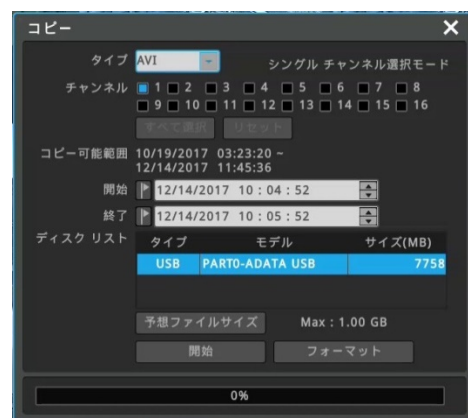 コピー
タイプ AVI シングル チャンネル選択モード
チャンネル 1 2 3 4 5 6 7 8
9 10 11 12 13 14 15 16
すべて選択 リセット
コピー可能範囲 10/19/2017 03:23:20 ~
12/14/2017 11:45:36
開始 12/14/2017 10 : 04 : 52
終了 12/14/2017 10 : 05 : 52
ディスク リスト タイプ モデル サイズ(MB)
USB PART0-ADATA USB 7758
予想ファイルサイズ Max : 1.00 GB
開始 フォーマット
0%